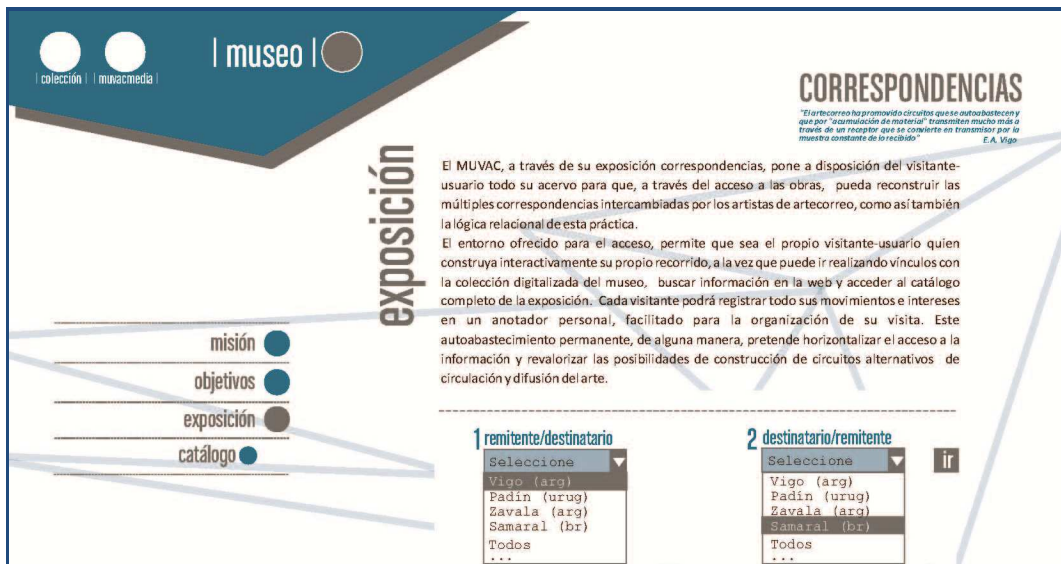 | museo |
| colección | | muvacmedia |
CORRESPONDENCIAS
"El artecorreo ha promovido circuitos que se autoabastecen y
que por "acumulación de material" transmiten mucho más a
través de un receptor que se convierte en transmisor por la
muestra constante de lo recibido"
E.A. Vigo
exposición
El MUVAC, a través de su exposición correspondencias, pone a disposición del visitante-
usuario todo su acervo para que, a través del acceso a las obras, pueda reconstruir las
múltiples correspondencias intercambiadas por los artistas de artecorreo, como así también
la lógica relacional de esta práctica.
El entorno ofrecido para el acceso, permite que sea el propio visitante-usuario quien
construya interactivamente su propio recorrido, a la vez que puede ir realizando vínculos con
la colección digitalizada del museo, buscar información en la web y acceder al catálogo
completo de la exposición. Cada visitante podrá registrar todo sus movimientos e intereses
en un anotador personal, facilitado para la organización de su visita. Este
autoabastecimiento permanente, de alguna manera, pretende horizontalizar el acceso a la
información y revalorizar las posibilidades de construcción de circuitos alternativos de
circulación y difusión del arte.
misión
objetivos
exposición
catálogo
1 remitente/destinatario
Seleccione
Vigo (arg)
Padín (urug)
Zavala (arg)
Samaral (br)
Todos
...
2 destinatario/remitente
Seleccione
Vigo (arg)
Padín (urug)
Zavala (arg)
Samaral (br)
Todos
...
ir